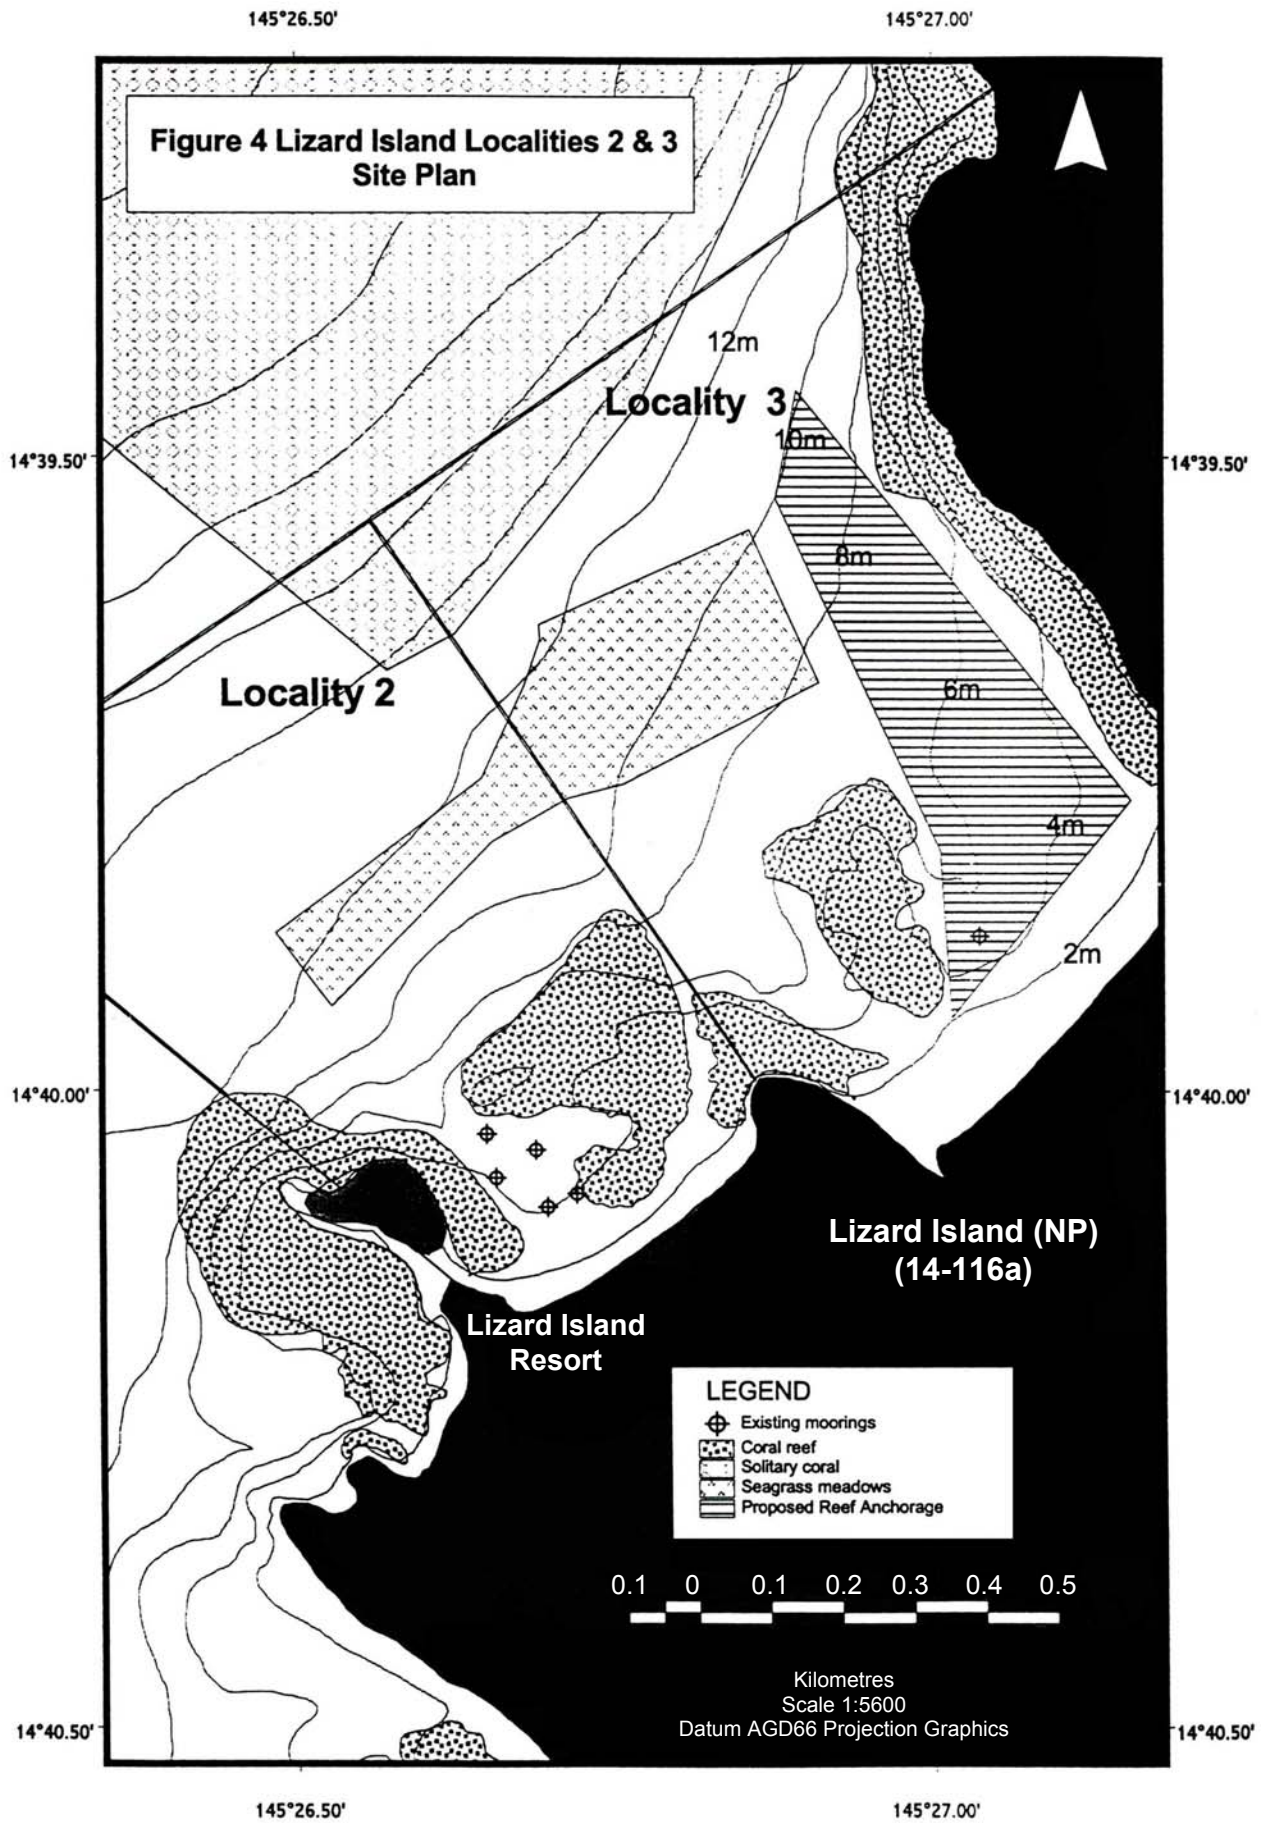 145°26.50'
145°27.00'
Figure 4 Lizard Island Localities 2 & 3
Site Plan
12m
Locality 3
10m
14°39.50'
14°39.50'
8m
6m
Locality 2
4m
2m
14°40.00'
14°40.00'
Lizard Island (NP)
(14-116a)
Lizard Island
Resort
LEGEND
Existing moorings
Coral reef
Solitary coral
Seagrass meadows
Proposed Reef Anchorage
0.1 0 0.1 0.2 0.3 0.4 0.5
Kilometres
Scale 1:5600
Datum AGD66 Projection Graphics
14°40.50'
14°40.50'
145°26.50'
145°27.00'